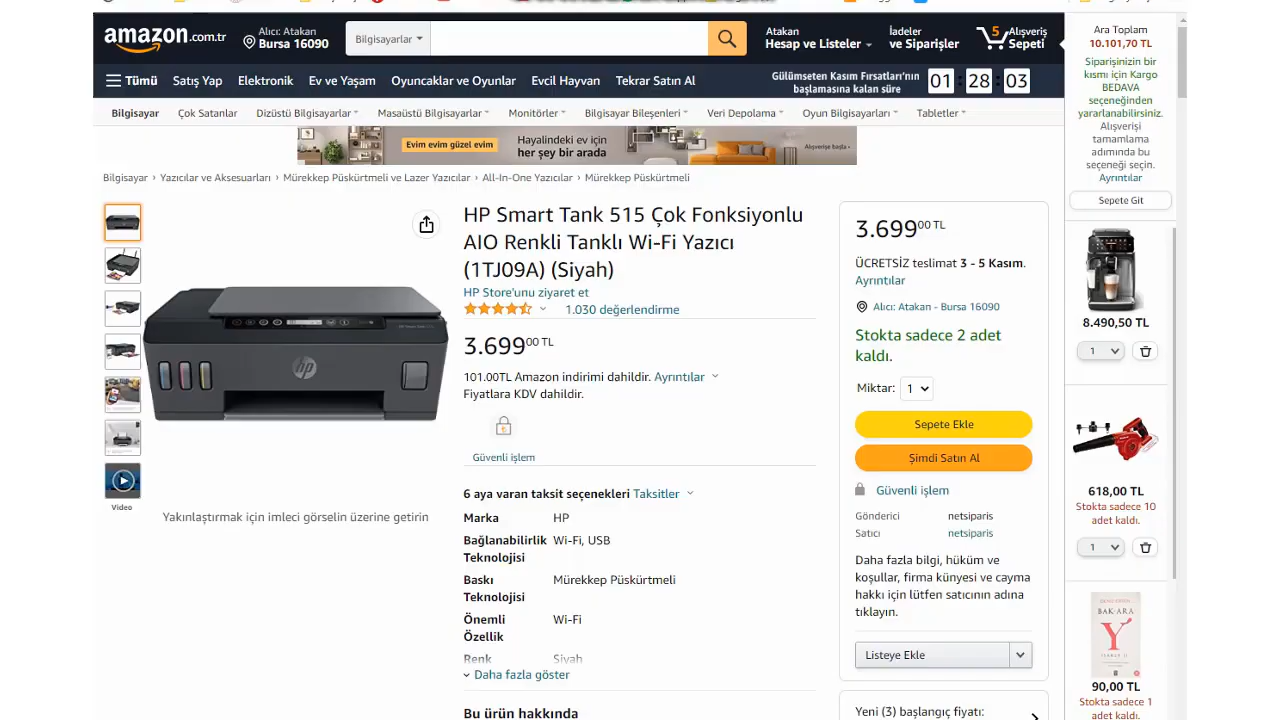 amazon.com.tr
Alıcı: Atakan
Bursa 16090
Bilgisayarlar
Atakan
Hesap ve Listeler
İadeler
ve Siparişler
5
Alışveriş
Sepeti
Tümü
Satış Yap
Elektronik
Ev ve Yaşam
Oyuncaklar ve Oyunlar
Evcil Hayvan
Tekrar Satın Al
Gülümseten Kasım Fırsatları'nın
başlamasına kalan süre
01 : 28 : 03
Bilgisayar
Çok Satanlar
Dizüstü Bilgisayarlar
Masaüstü Bilgisayarlar
Monitörler
Bilgisayar Bileşenleri
Veri Depolama
Oyun Bilgisayarları
Tabletler
Evim evim güzel evim
Hayalindeki ev için
her şey bir arada
Alışverişe başla ›
Bilgisayar › Yazıcılar ve Aksesuarları › Mürekkep Püskürtmeli ve Lazer Yazıcılar › All-In-One Yazıcılar › Mürekkep Püskürtmeli
Video
hp
Yakınlaştırmak için imleci görselin üzerine getirin
HP Smart Tank 515 Çok Fonksiyonlu
AIO Renkli Tanklı Wi-Fi Yazıcı
(1TJ09A) (Siyah)
HP Store'unu ziyaret et
1.030 değerlendirme
3.699⁰⁰ TL
101.00TL Amazon indirimi dahildir. Ayrıntılar
Fiyatlara KDV dahildir.
Güvenli işlem
6 aya varan taksit seçenekleri Taksitler
Marka HP
Bağlanabilirlik Wi-Fi, USB
Teknolojisi
Baskı Mürekkep Püskürtmeli
Teknolojisi
Önemli Wi-Fi
Özellik
Renk Siyah
Daha fazla göster
Bu ürün hakkında
3.699⁰⁰ TL
ÜCRETSİZ teslimat 3 - 5 Kasım.
Ayrıntılar
Alıcı: Atakan - Bursa 16090
Stokta sadece 2 adet
kaldı.
Miktar: 1
Sepete Ekle
Şimdi Satın Al
Güvenli işlem
Gönderici netsiparis
Satıcı netsiparis
Daha fazla bilgi, hüküm ve
koşullar, firma künyesi ve cayma
hakkı için lütfen satıcının adına
tıklayın.
Listeye Ekle
Yeni (3) başlangıç fiyatı:
Ara Toplam
10.101,70 TL
Siparişinizin bir
kısmı için Kargo
BEDAVA
seçeneğinden
yararlanabilirsiniz.
Alışverişi
tamamlama
adımında bu
seçeneği seçin.
Ayrıntılar
Sepete Git
8.490,50 TL
1
618,00 TL
Stokta sadece 10
adet kaldı.
1
BAK-ARA
Y
90,00 TL
Stokta sadece 1
adet kaldı.